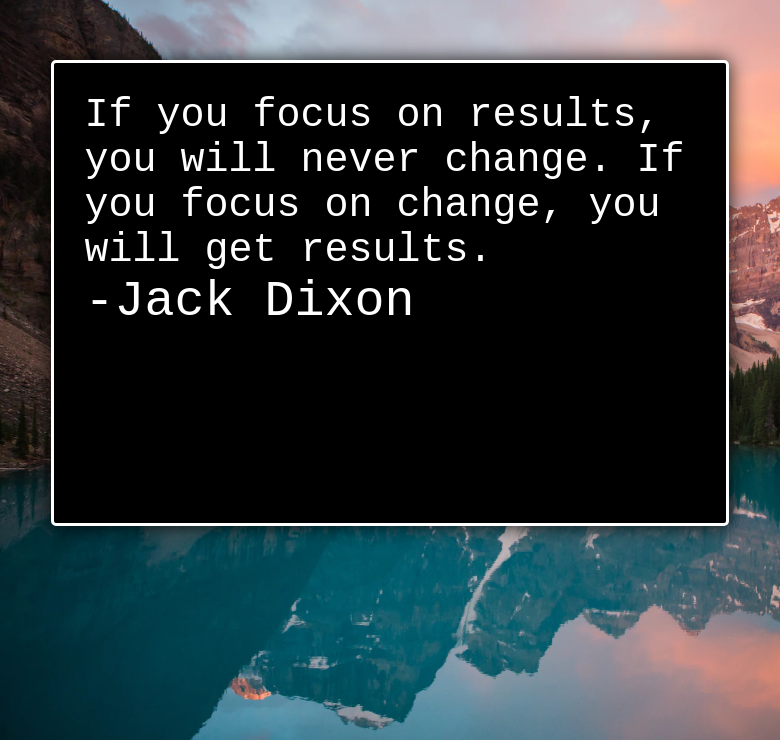 If you focus on results,
you will never change. If
you focus on change, you
will get results.
-Jack Dixon